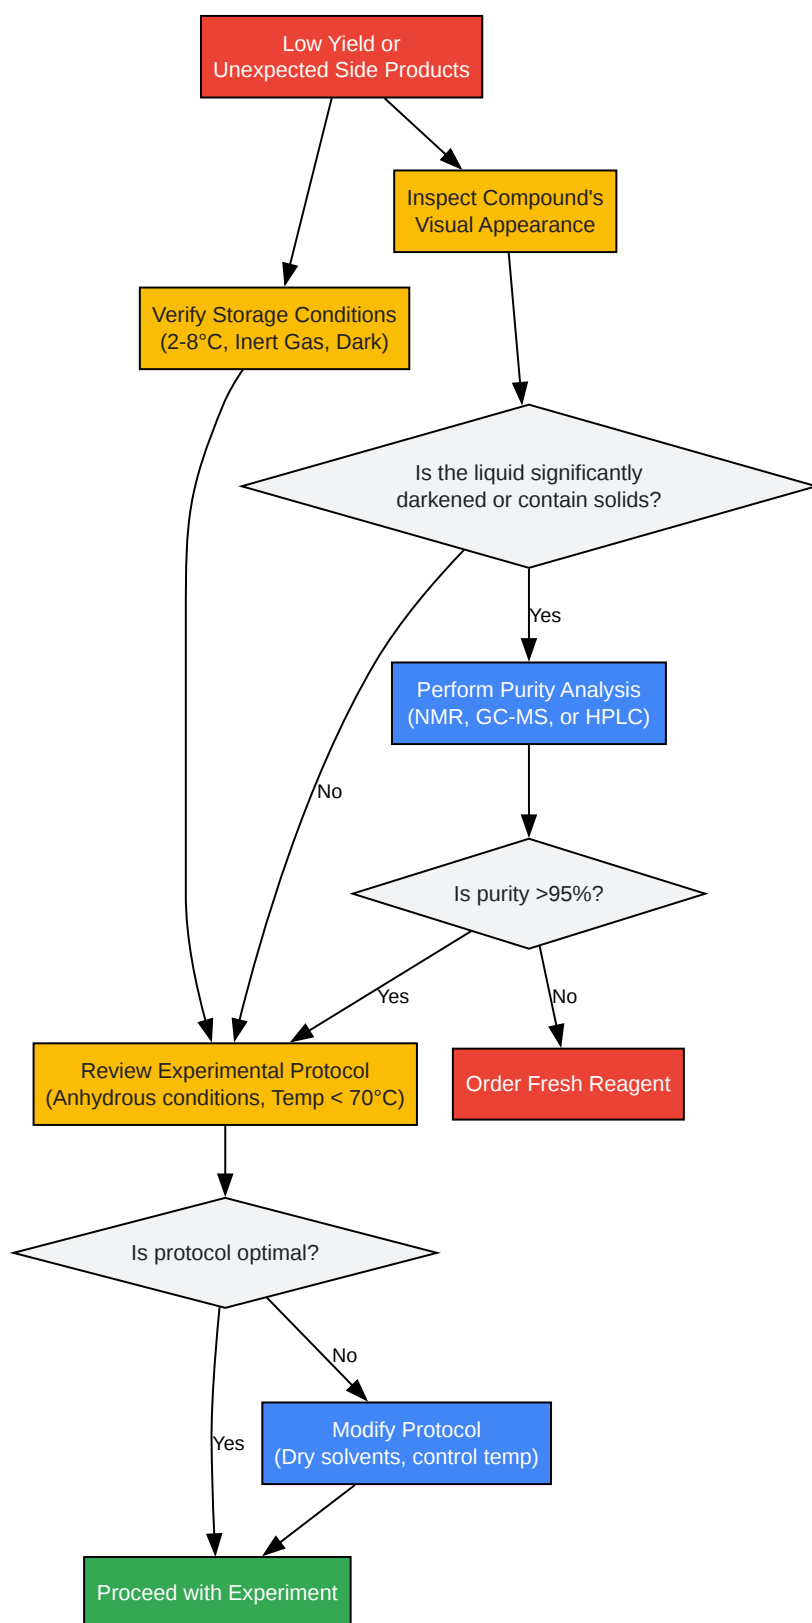 Low Yield or
Unexpected Side Products
Inspect Compound's
Visual Appearance
Verify Storage Conditions
(2-8°C, Inert Gas, Dark)
Is the liquid significantly
darkened or contain solids?
Yes
Perform Purity Analysis
(NMR, GC-MS, or HPLC)
No
Is purity >95%?
Yes
No
Review Experimental Protocol
(Anhydrous conditions, Temp < 70°C)
Order Fresh Reagent
Is protocol optimal?
No
Modify Protocol
(Dry solvents, control temp)
Yes
Proceed with Experiment